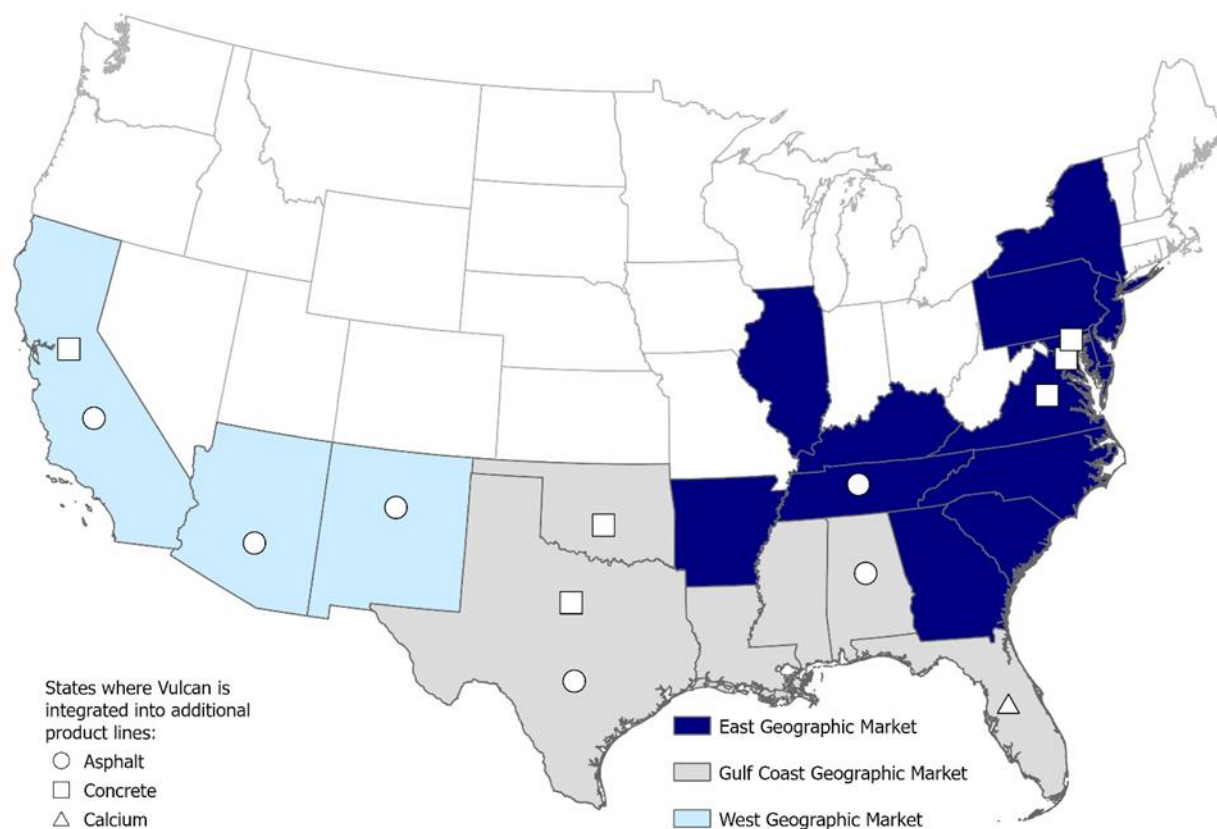 States where Vulcan is
integrated into additional
product lines:
Asphalt
Concrete
Calcium
East Geographic Market
Gulf Coast Geographic Market
West Geographic Market